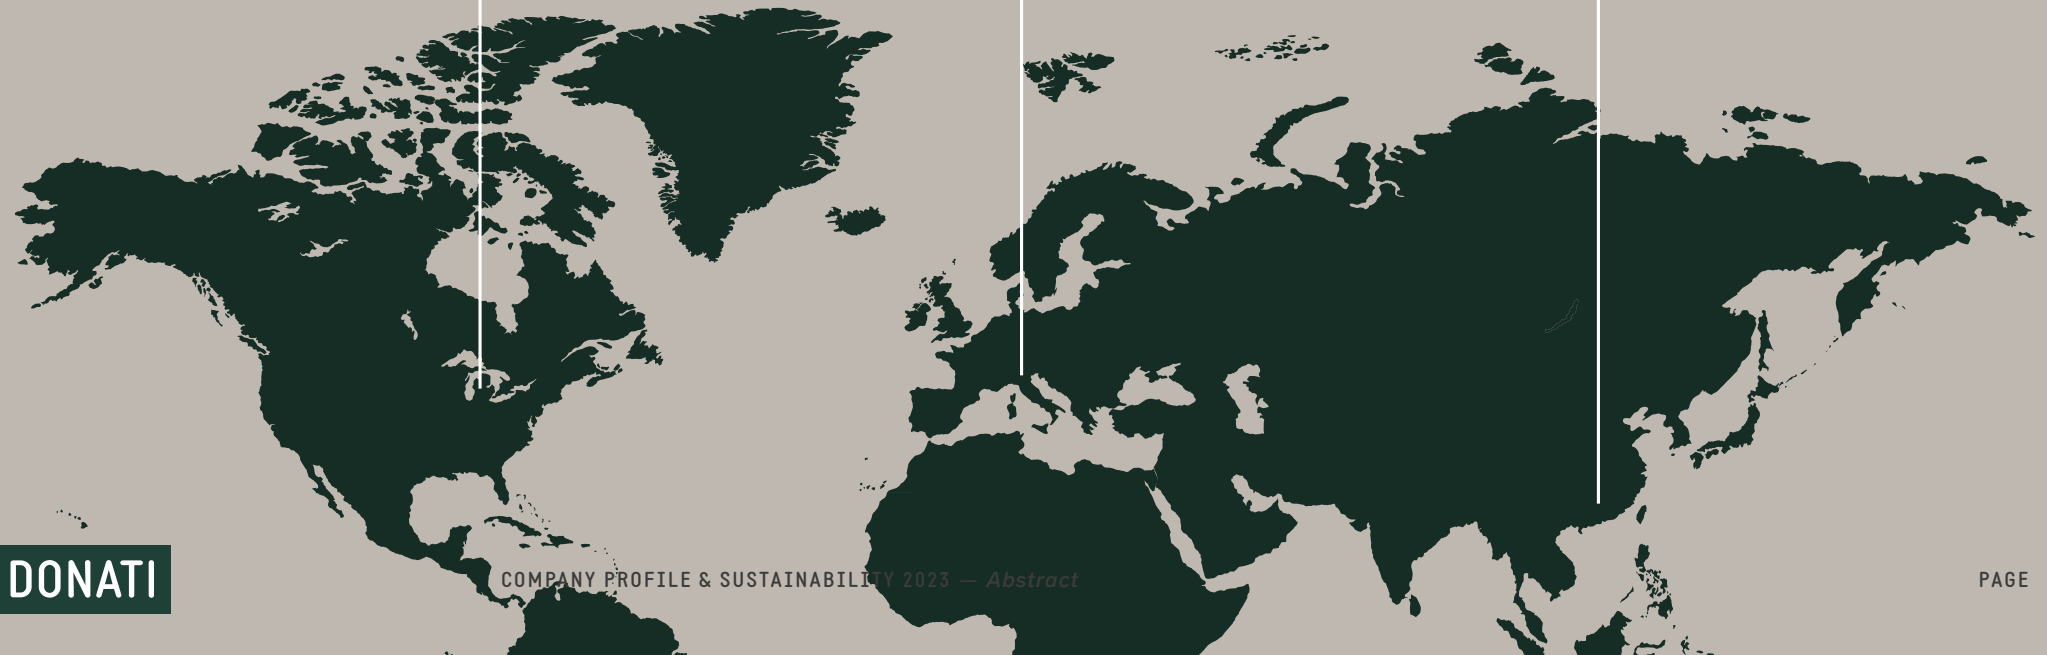 DONATI
COMPANY PROFILE & SUSTAINABILITY 2023 — Abstract
PAGE